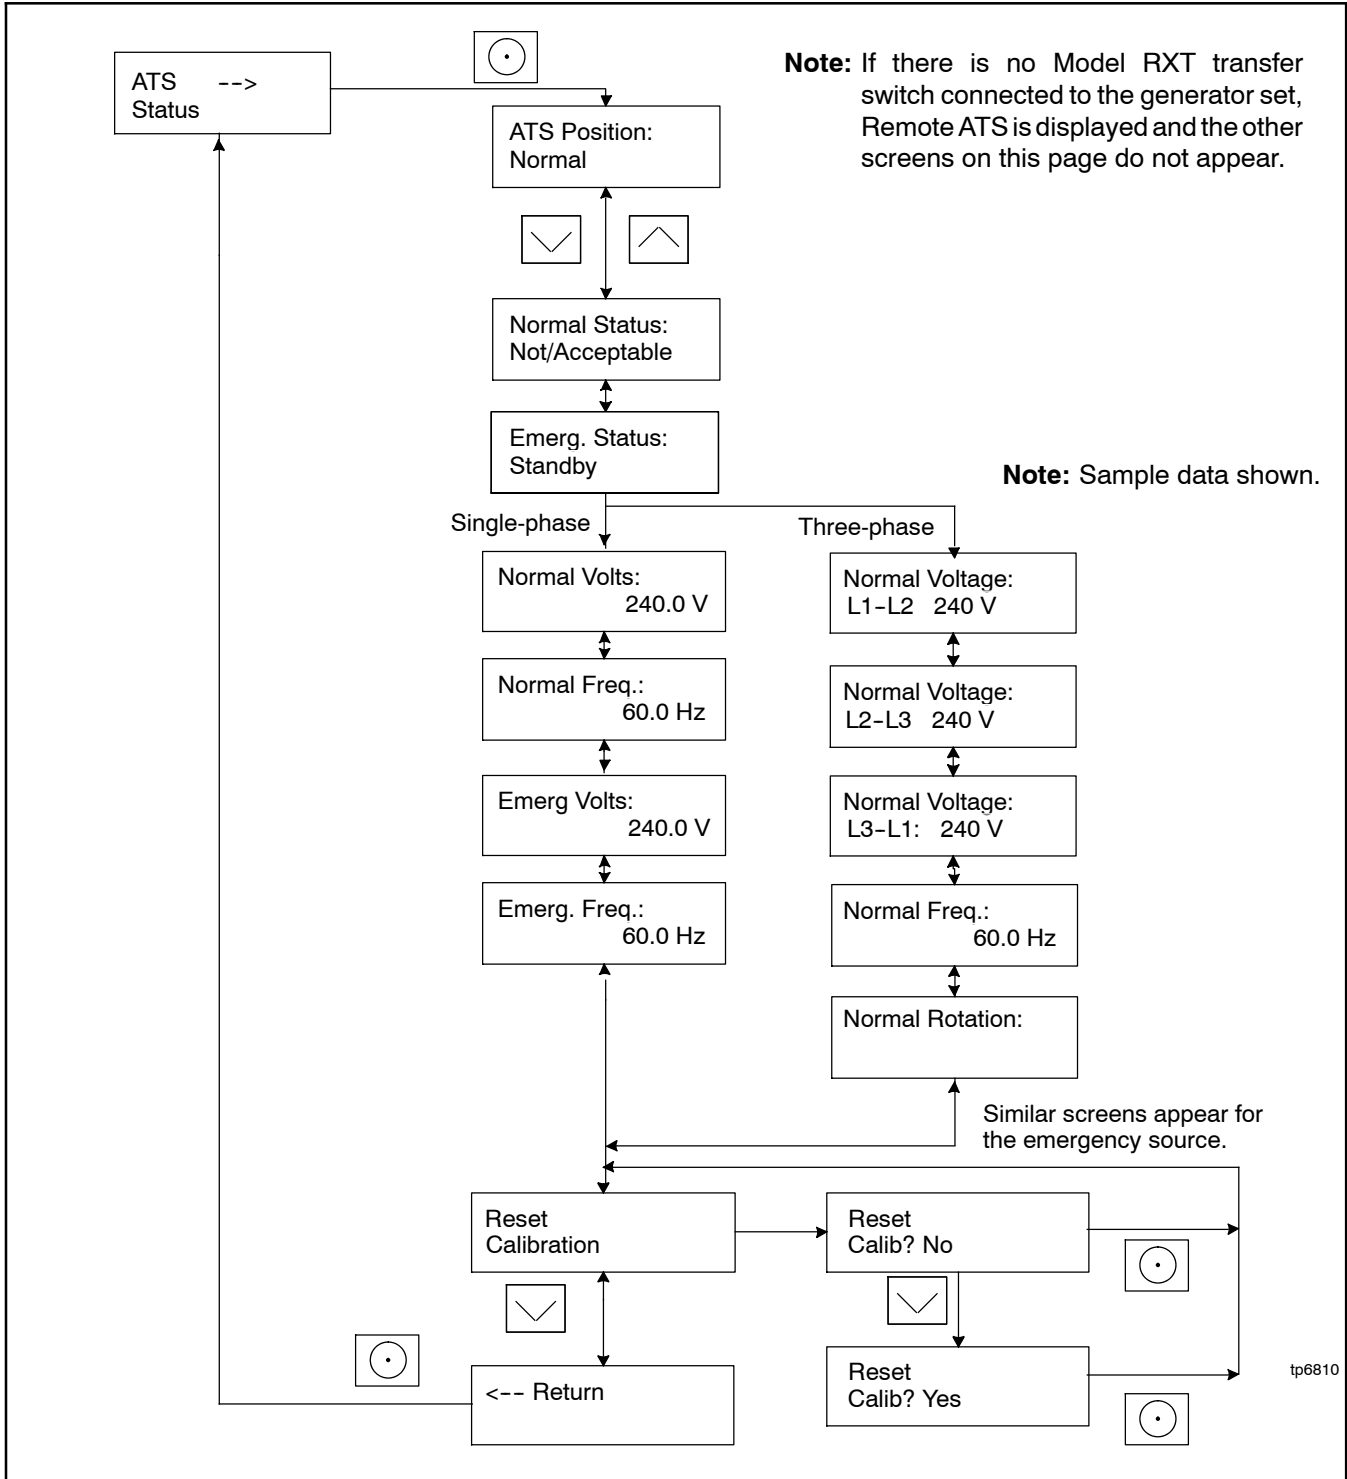 ATS -->
Status
Note: If there is no Model RXT transfer
switch connected to the generator set,
Remote ATS is displayed and the other
screens on this page do not appear.
ATS Position:
Normal
Normal Status:
Not/Acceptable
Emerg. Status:
Standby
Note: Sample data shown.
Single-phase
Three-phase
Normal Volts:
240.0 V
Normal Freq.:
60.0 Hz
Emerg Volts:
240.0 V
Emerg. Freq.:
60.0 Hz
Normal Voltage:
L1-L2 240 V
Normal Voltage:
L2-L3 240 V
Normal Voltage:
L3-L1: 240 V
Normal Freq.:
60.0 Hz
Normal Rotation:
Similar screens appear for
the emergency source.
Reset
Calibration
Reset
Calib? No
Reset
Calib? Yes
<-- Return
tp6810